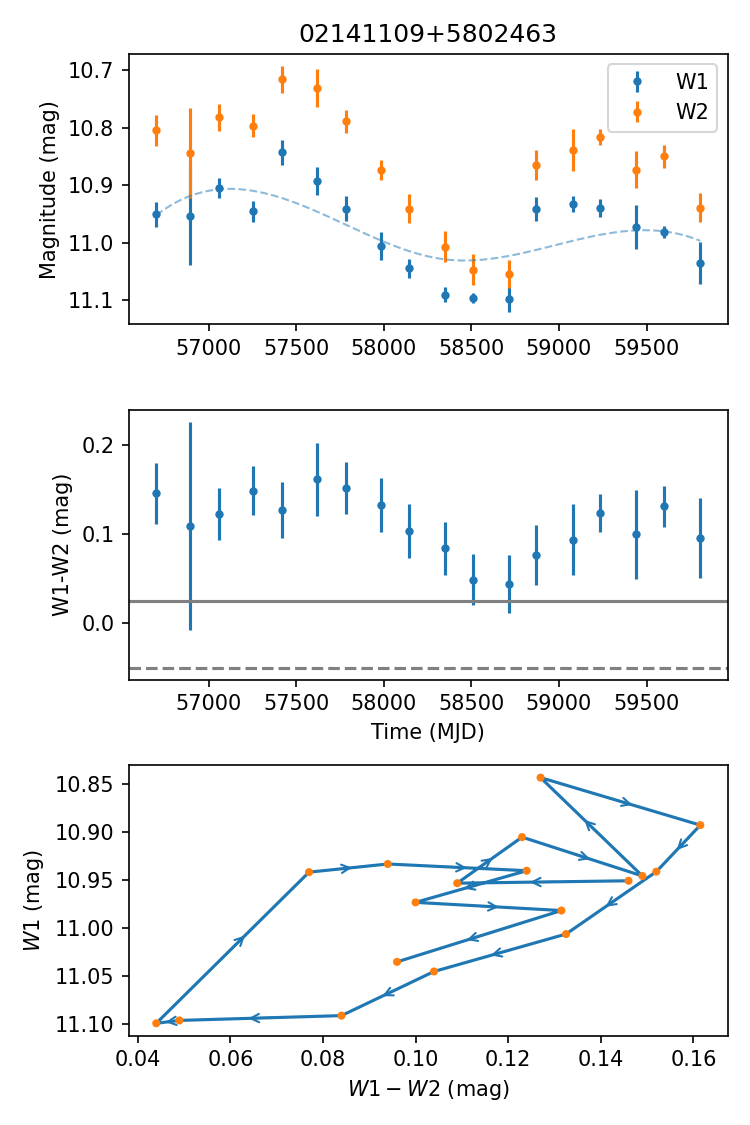 02141109+5802463
Magnitude (mag)
10.7
10.8
10.9
11.0
11.1
W1
W2
57000 57500 58000 58500 59000 59500
W1-W2 (mag)
0.2
0.1
0.0
57000 57500 58000 58500 59000 59500
Time (MJD)
W1 (mag)
10.85
10.90
10.95
11.00
11.05
11.10
0.04 0.06 0.08 0.10 0.12 0.14 0.16
W1 − W2 (mag)